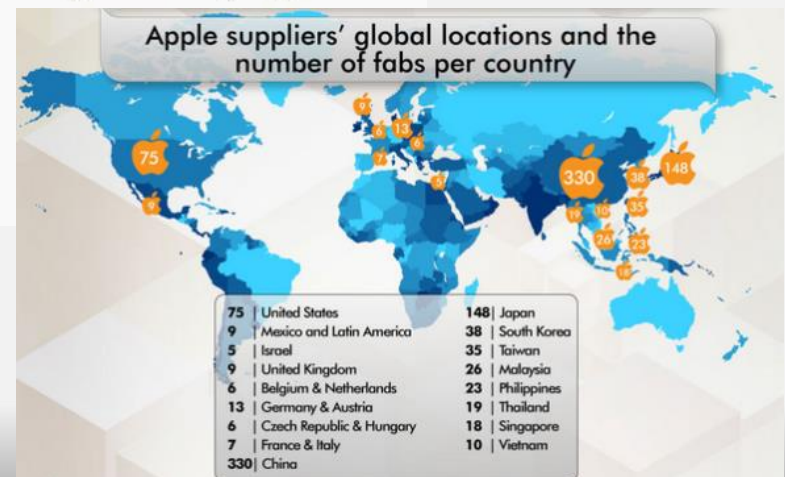 Apple suppliers' global locations and the
number of fabs per country
9
6
13
6
7
5
75
9
330
38
148
35
19
10
26
23
18
75 | United States
9 | Mexico and Latin America
5 | Israel
9 | United Kingdom
6 | Belgium & Netherlands
13 | Germany & Austria
6 | Czech Republic & Hungary
7 | France & Italy
330| China
148| Japan
38 | South Korea
35 | Taiwan
26 | Malaysia
23 | Philippines
19 | Thailand
18 | Singapore
10 | Vietnam